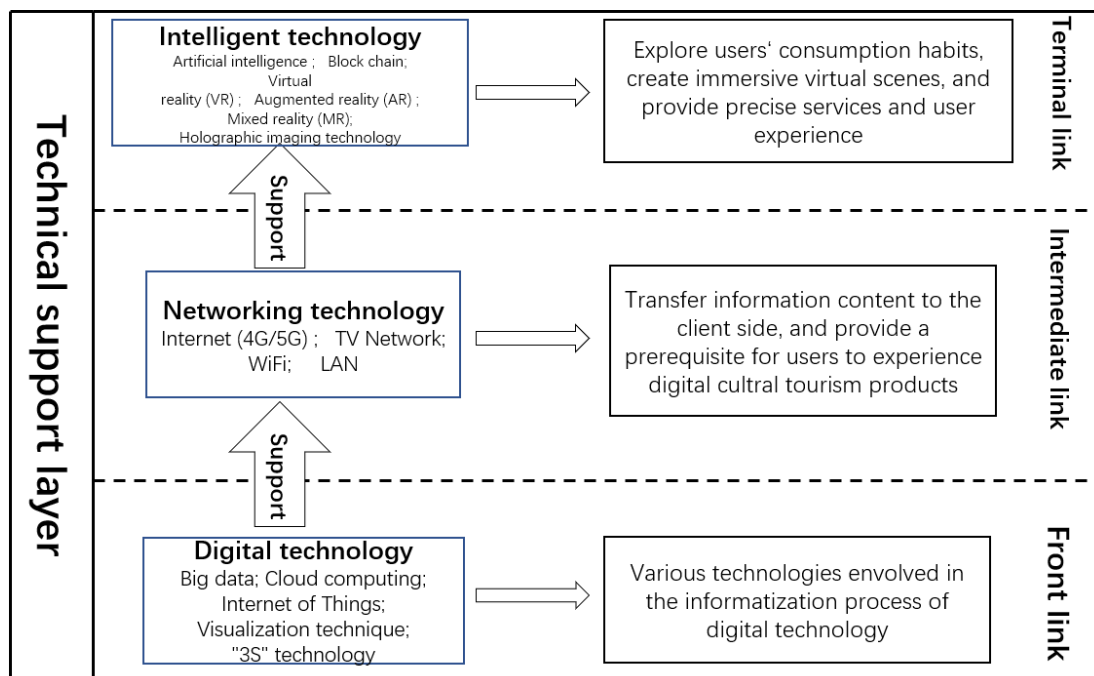 Technical support layer
Intelligent technology
Artificial intelligence ; Block chain;
Virtual
reality (VR) ; Augmented reality (AR) ;
Mixed reality (MR);
Holographic imaging technology
Explore users‘ consumption habits,
create immersive virtual scenes, and
provide precise services and user
experience
Terminal link
Support
Networking technology
Internet (4G/5G) ; TV Network;
WiFi; LAN
Transfer information content to the
client side, and provide a
prerequisite for users to experience
digital cultral tourism products
Intermediate link
Support
Digital technology
Big data; Cloud computing;
Internet of Things;
Visualization technique;
"3S" technology
Various technologies envolved in
the informatization process of
digital technology
Front link